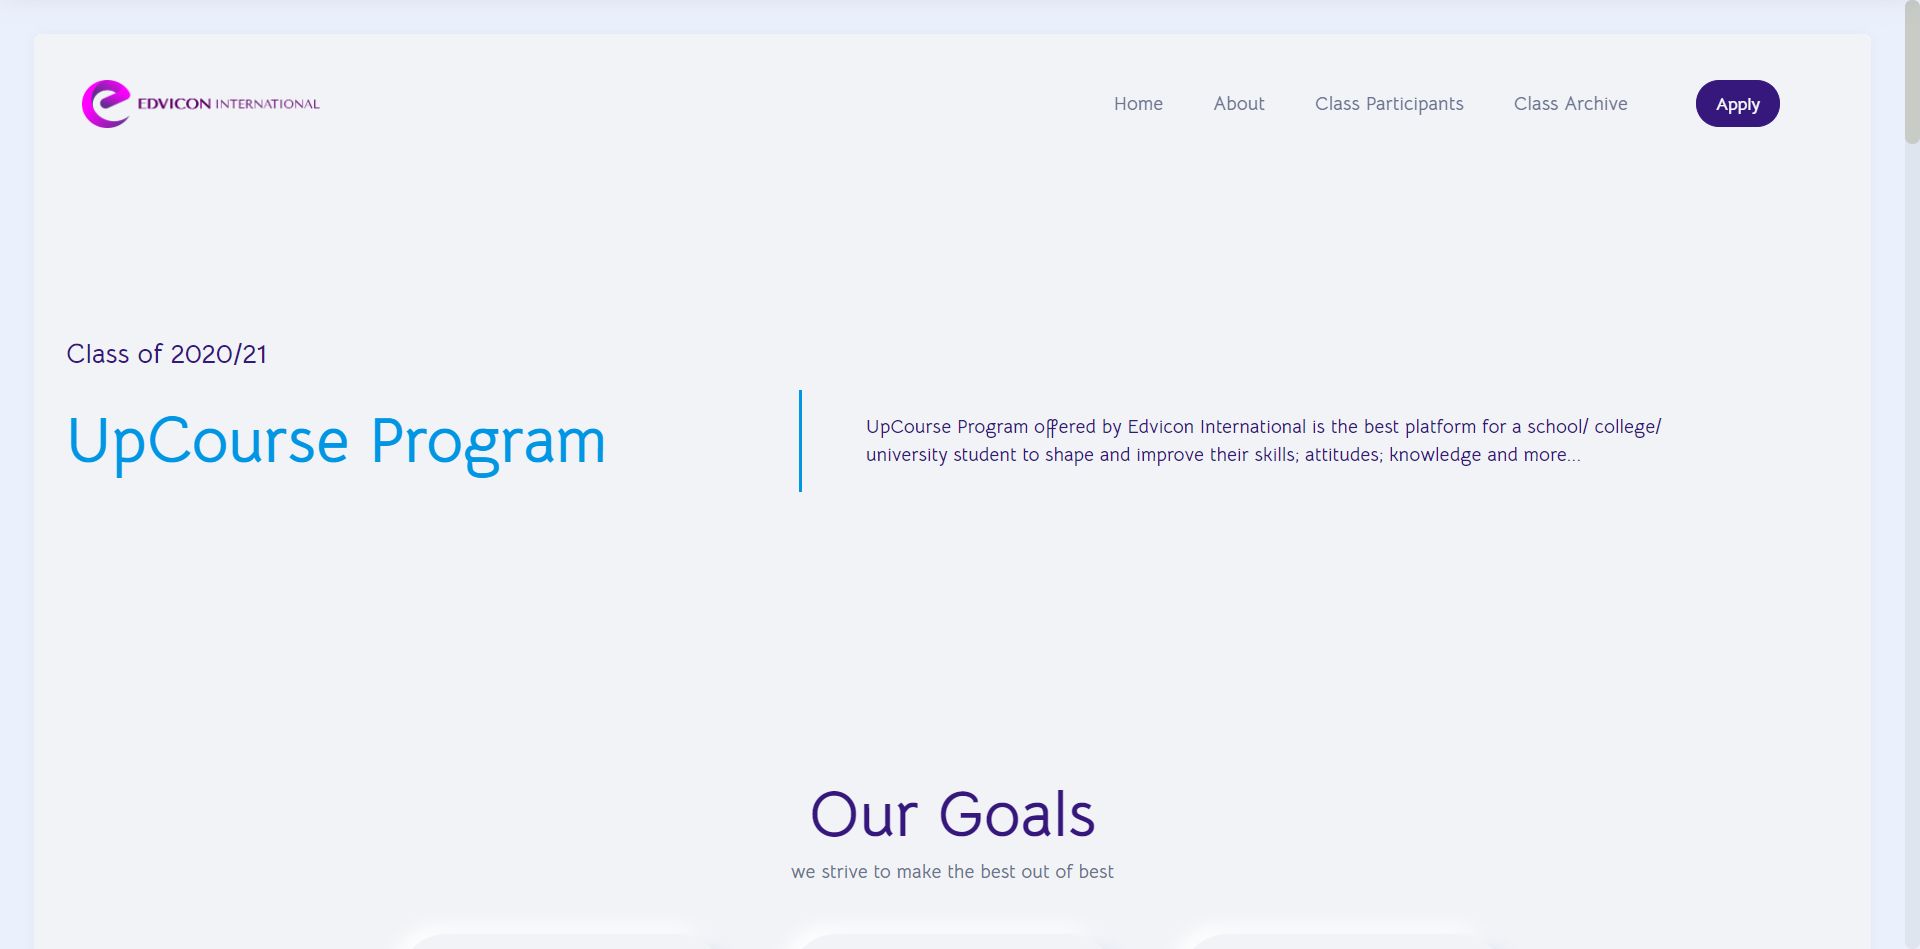 EDVICON INTERNATIONAL
Home About Class Participants Class Archive Apply
Class of 2020/21
UpCourse Program
UpCourse Program offered by Edvicon International is the best platform for a school/ college/
university student to shape and improve their skills; attitudes; knowledge and more...
Our Goals
we strive to make the best out of best